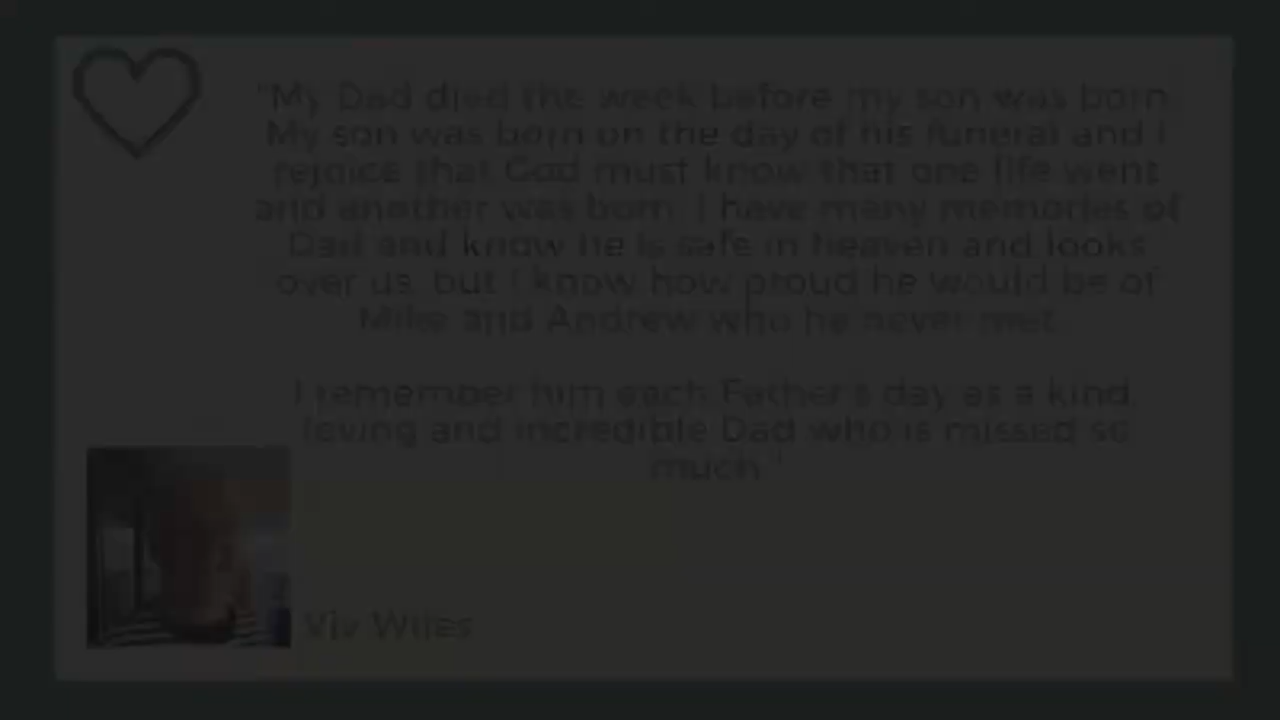 "My Dad died the week before my son was born.
My son was born on the day of his funeral and I
rejoice that God must know that one life went
and another was born. I have many memories of
Dad and know he is safe in heaven and looks
over us, but I know how proud he would be of
Mike and Andrew who he never met.
I remember him each Father's day as a kind,
loving and incredible Dad who is missed so
much."
Viv Wiles